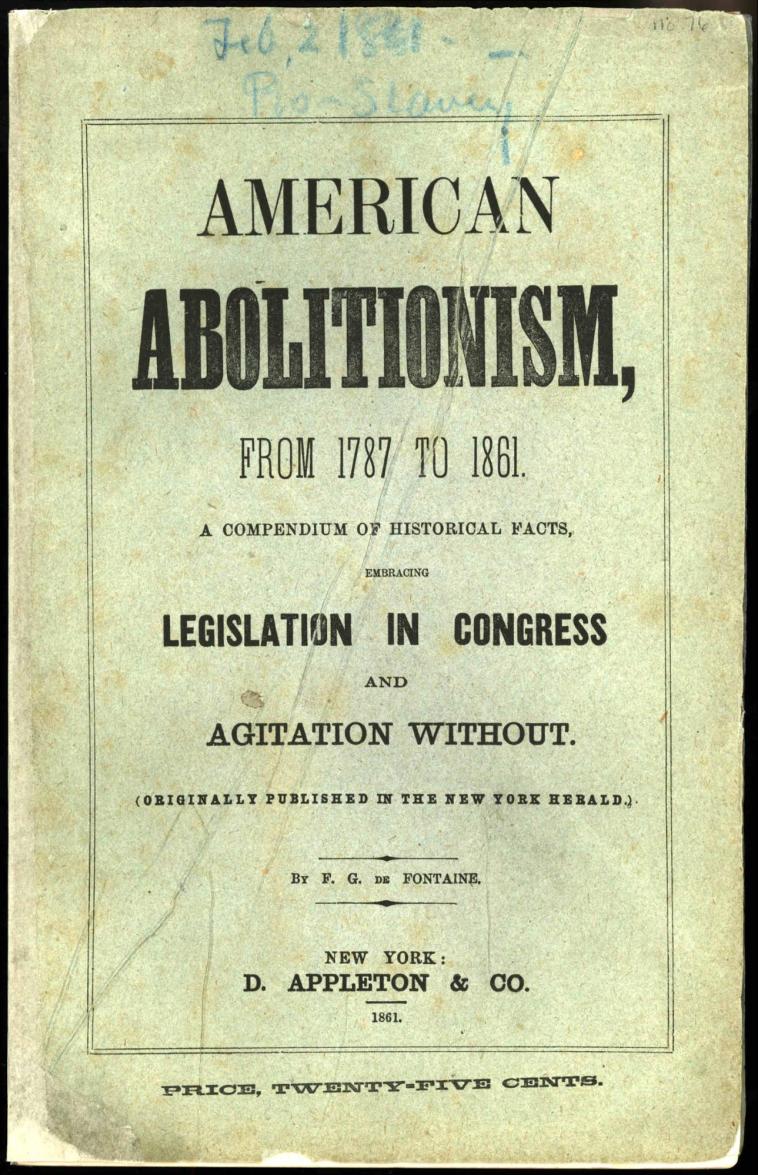 Feb, 2 1861 -
Pro-Slavery
No 76
AMERICAN
ABOLITIONISM,
FROM 1787 TO 1861.
A COMPENDIUM OF HISTORICAL FACTS,
EMBRACING
LEGISLATION IN CONGRESS
AND
AGITATION WITHOUT.
(ORIGINALLY PUBLISHED IN THE NEW YORK HERALD.)
By F. G. DE FONTAINE.
NEW YORK:
D. APPLETON & CO.
1861.
PRICE, TWENTY-FIVE CENTS.